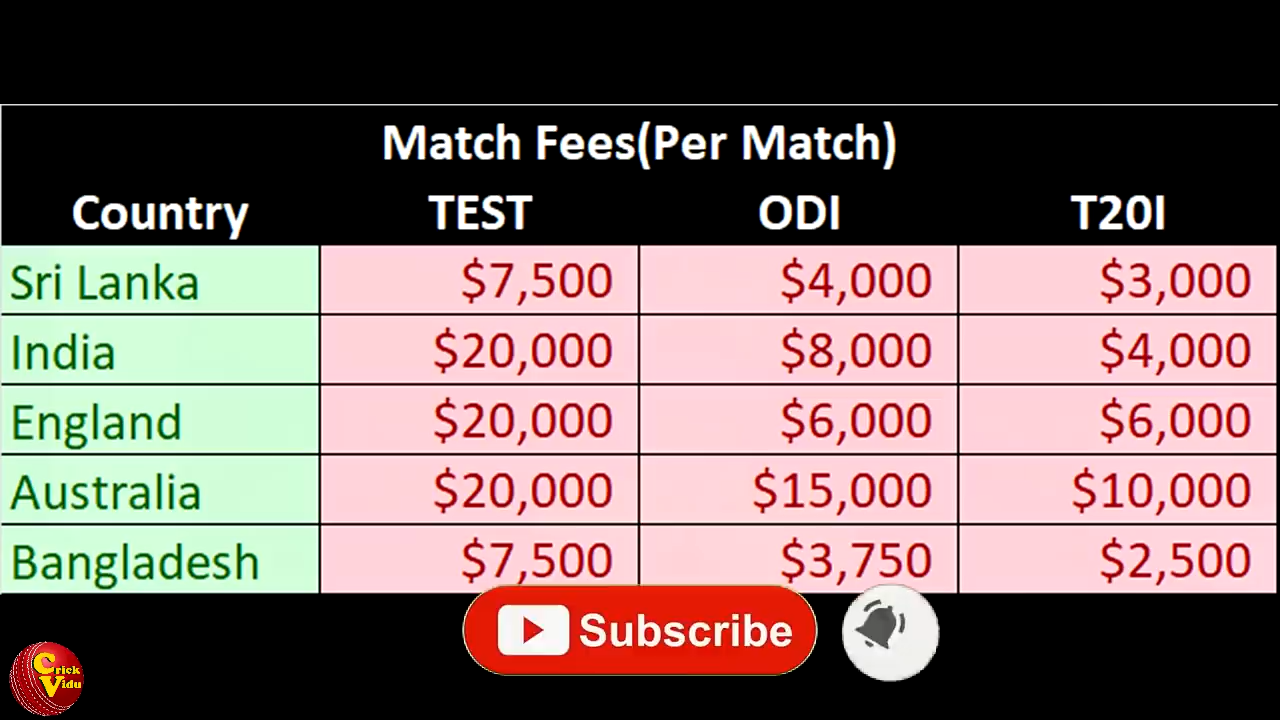 Match Fees(Per Match)
Country TEST ODI T20I
Sri Lanka $7,500 $4,000 $3,000
India $20,000 $8,000 $4,000
England $20,000 $6,000 $6,000
Australia $20,000 $15,000 $10,000
Bangladesh $7,500 $3,750 $2,500
Subscribe
Crick
Vidu